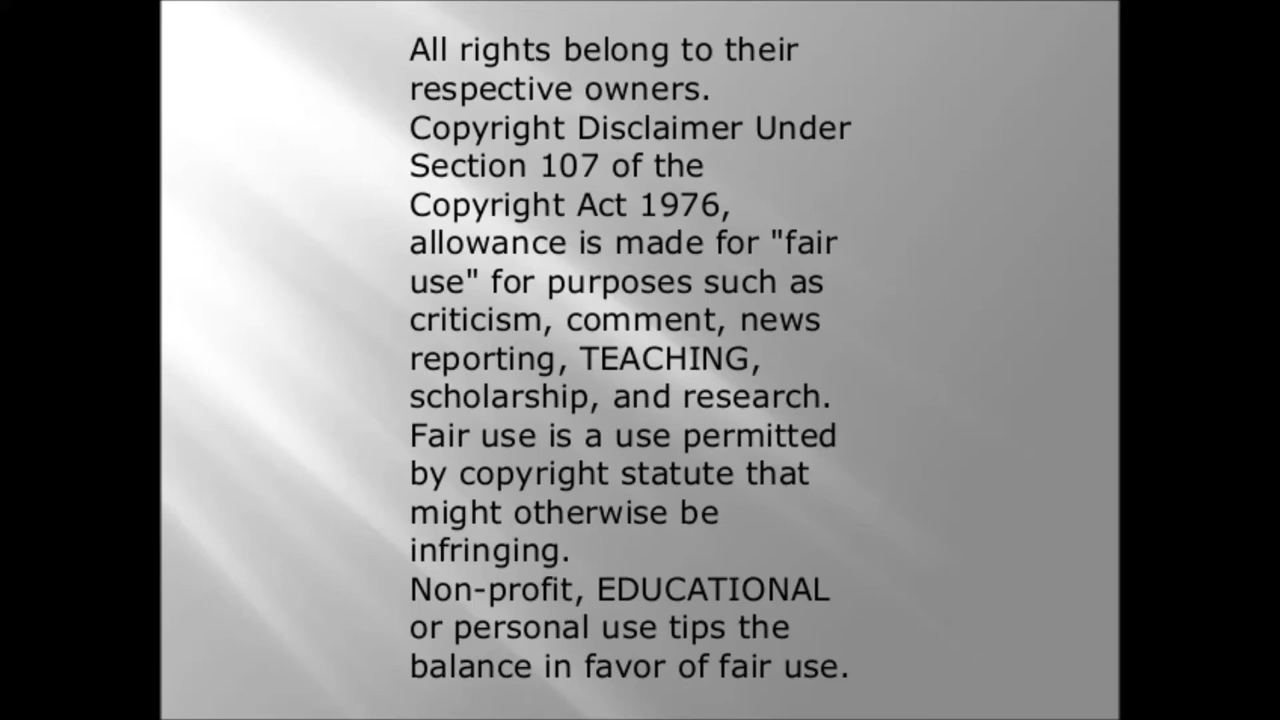 All rights belong to their
respective owners.
Copyright Disclaimer Under
Section 107 of the
Copyright Act 1976,
allowance is made for "fair
use" for purposes such as
criticism, comment, news
reporting, TEACHING,
scholarship, and research.
Fair use is a use permitted
by copyright statute that
might otherwise be
infringing.
Non-profit, EDUCATIONAL
or personal use tips the
balance in favor of fair use.